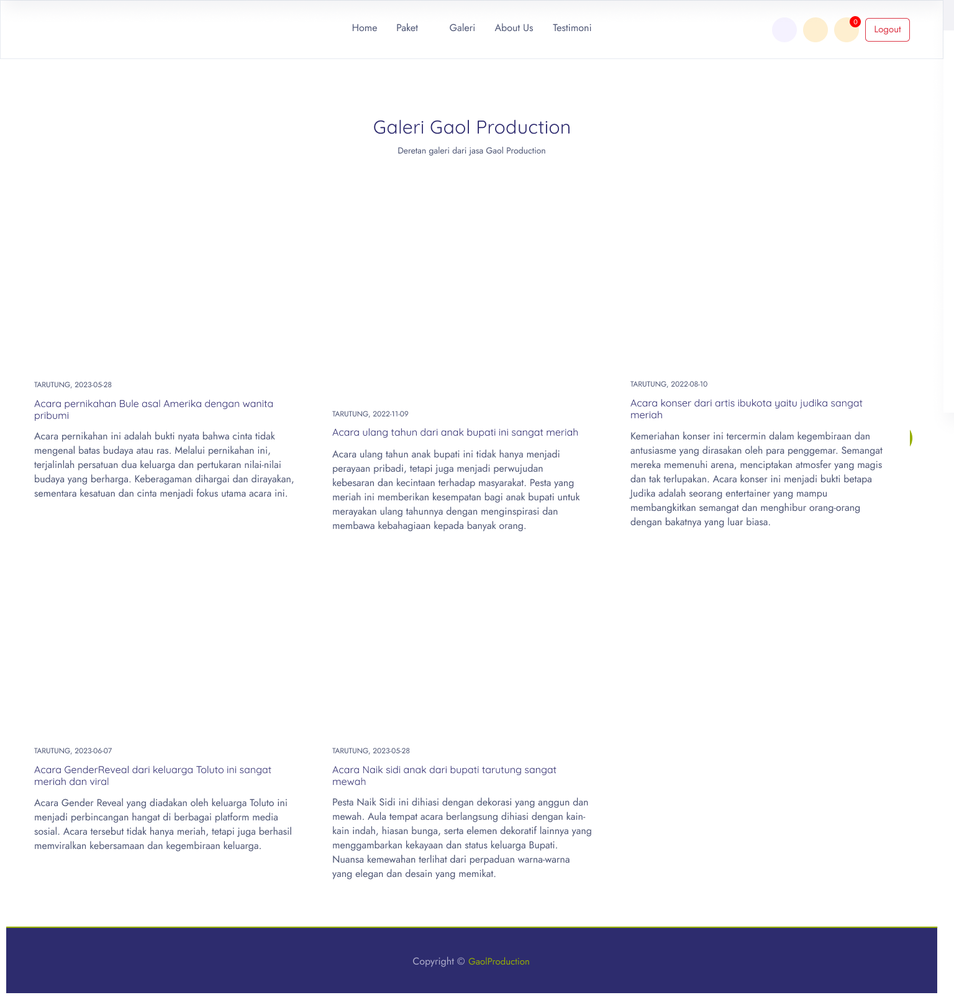 Home Paket Galeri About Us Testimoni 0 Logout
Galeri Gaol Production
Deretan galeri dari jasa Gaol Production
TARUTUNG, 2023-05-28
Acara pernikahan Bule asal Amerika dengan wanita
pribumi
Acara pernikahan ini adalah bukti nyata bahwa cinta tidak
mengenal batas budaya atau ras. Melalui pernikahan ini,
terjalinlah persatuan dua keluarga dan pertukaran nilai-nilai
budaya yang berharga. Keberagaman dihargai dan dirayakan,
sementara kesatuan dan cinta menjadi fokus utama acara ini.
TARUTUNG, 2022-11-09
Acara ulang tahun dari anak bupati ini sangat meriah
Acara ulang tahun anak bupati ini tidak hanya menjadi
perayaan pribadi, tetapi juga menjadi perwujudan
kebesaran dan kecintaan terhadap masyarakat. Pesta yang
meriah ini memberikan kesempatan bagi anak bupati untuk
merayakan ulang tahunnya dengan menginspirasi dan
membawa kebahagiaan kepada banyak orang.
TARUTUNG, 2022-08-10
Acara konser dari artis ibukota yaitu judika sangat
meriah
Kemeriahan konser ini tercermin dalam kegembiraan dan
antusiasme yang dirasakan oleh para penggemar. Semangat
mereka memenuhi arena, menciptakan atmosfer yang magis
dan tak terlupakan. Acara konser ini menjadi bukti betapa
Judika adalah seorang entertainer yang mampu
membangkitkan semangat dan menghibur orang-orang
dengan bakatnya yang luar biasa.
TARUTUNG, 2023-06-07
Acara GenderReveal dari keluarga Toluto ini sangat
meriah dan viral
Acara Gender Reveal yang diadakan oleh keluarga Toluto ini
menjadi perbincangan hangat di berbagai platform media
sosial. Acara tersebut tidak hanya meriah, tetapi juga berhasil
memviralkan kebersamaan dan kegembiraan keluarga.
TARUTUNG, 2023-05-28
Acara Naik sidi anak dari bupati tarutung sangat
mewah
Pesta Naik Sidi ini dihiasi dengan dekorasi yang anggun dan
mewah. Aula tempat acara berlangsung dihiasi dengan kain-
kain indah, hiasan bunga, serta elemen dekoratif lainnya yang
menggambarkan kekayaan dan status keluarga Bupati.
Nuansa kemewahan terlihat dari perpaduan warna-warna
yang elegan dan desain yang memikat.
Copyright © GaolProduction